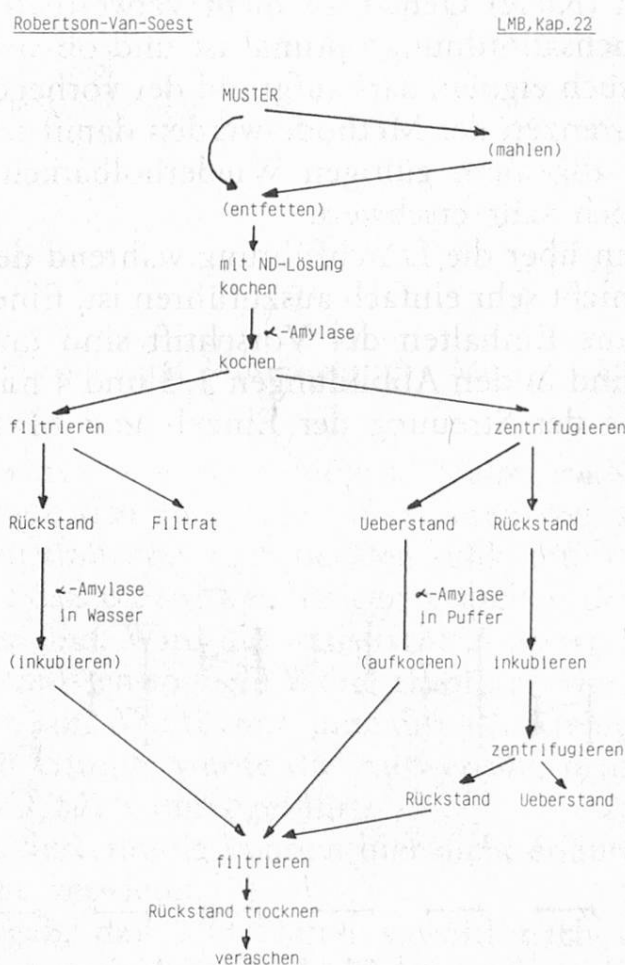 Robertson-Van-Soest LMB,Kap.22
MUSTER
(mahlen)
(entfetten)
mit ND-Lösung
kochen
α-Amylase
kochen
filtrieren zentrifugieren
Rückstand Filtrat Ueberstand Rückstand
α-Amylase α-Amylase
in Wasser in Puffer
(inkubieren) (aufkochen) inkubieren
zentrifugieren
Rückstand Ueberstand
filtrieren
Rückstand trocknen
veraschen